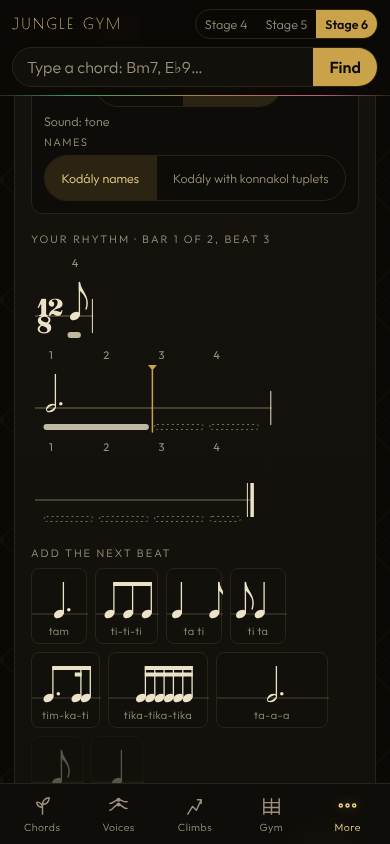 JUNGLE GYM
Stage 4 Stage 5 Stage 6
Type a chord: Bm7, E♭9... Find
Sound: tone
NAMES
Kodály names Kodály with konnakol tuplets
YOUR RHYTHM · BAR 1 OF 2, BEAT 3
4
12
8
1 2 3 4
1 2 3 4
ADD THE NEXT BEAT
tam ti-ti-ti ta ti ti ta
tim-ka-ti tika-tika-tika ta-a-a
Chords Voices Climbs Gym More